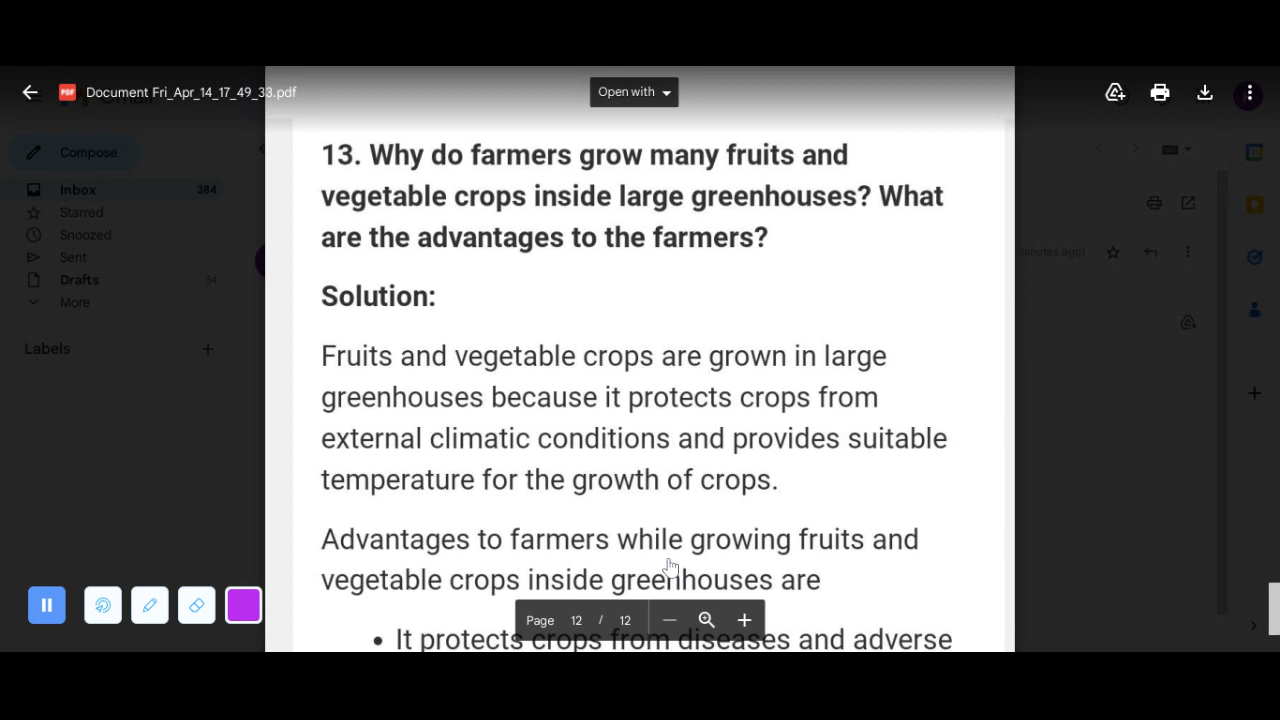 Document Fri_Apr_14_17_49_33.pdf
Open with
Compose
Inbox 384
Starred
Snoozed
Sent
Drafts 34
More
Labels
minutes ago)
13. Why do farmers grow many fruits and
vegetable crops inside large greenhouses? What
are the advantages to the farmers?
Solution:
Fruits and vegetable crops are grown in large
greenhouses because it protects crops from
external climatic conditions and provides suitable
temperature for the growth of crops.
Advantages to farmers while growing fruits and
vegetable crops inside greenhouses are
Page 12 / 12
• It protects crops from diseases and adverse